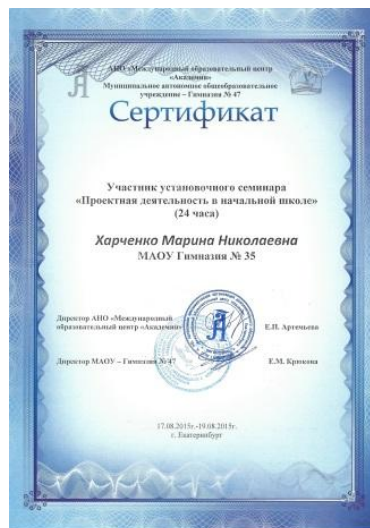 АНО «Международный образовательный центр
«Академия»
Муниципальное автономное общеобразовательное
учреждение – Гимназия № 47
Сертификат
Участник установочного семинара
«Проектная деятельность в начальной школе»
(24 часа)
Харченко Марина Николаевна
МАОУ Гимназия № 35
Директор АНО «Международный
образовательный центр «Академия»
Е.П. Артемьева
Директор МАОУ – Гимназия № 47
Е.М. Крюкова
17.08.2015г.-19.08.2015г.
г. Екатеринбург